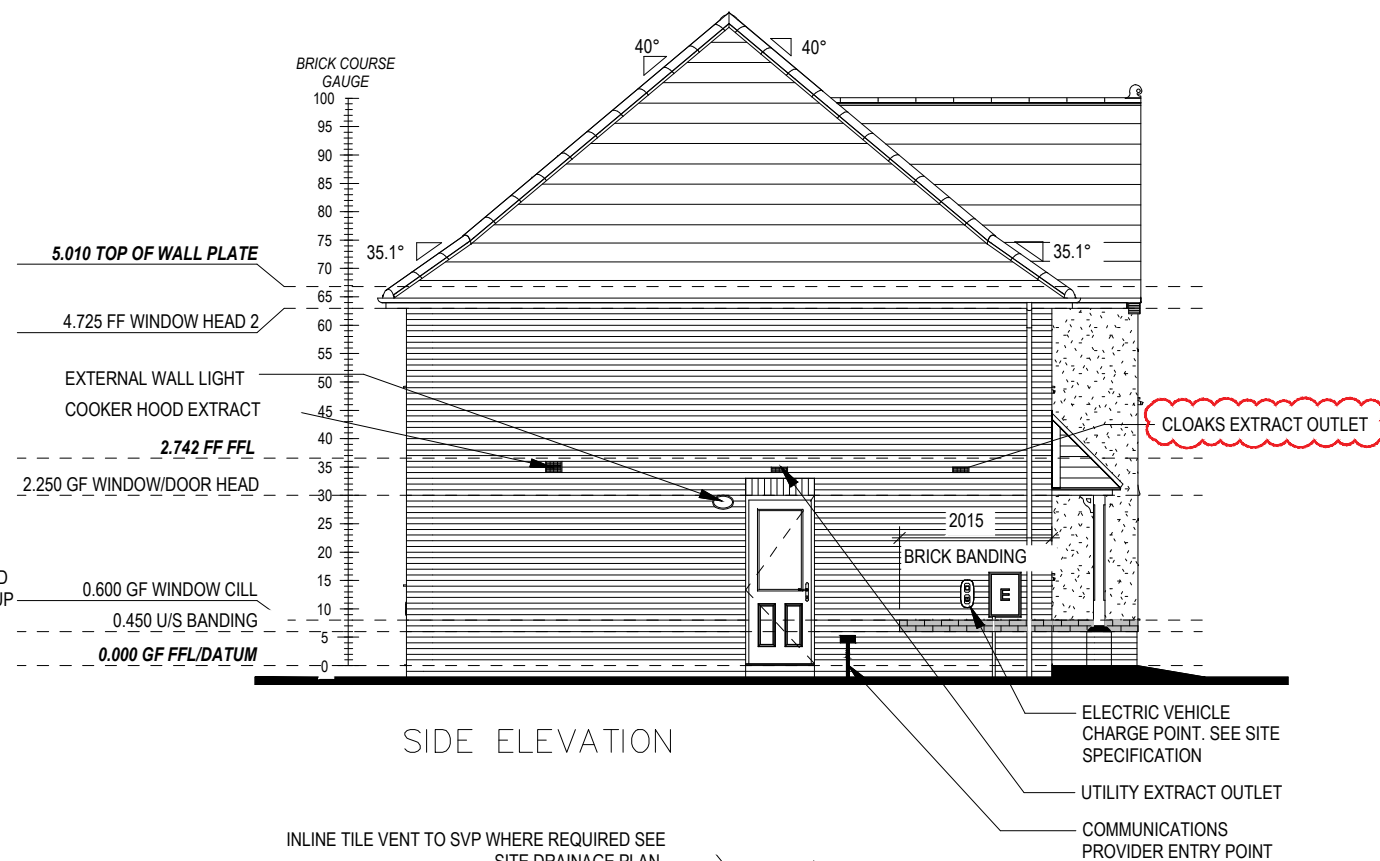 40°
40°
BRICK COURSE
GAUGE
100
95
90
85
80
75
70
65
60
55
50
45
40
35
30
25
20
15
10
5
0
35.1°
35.1°
5.010 TOP OF WALL PLATE
4.725 FF WINDOW HEAD 2
EXTERNAL WALL LIGHT
COOKER HOOD EXTRACT
2.742 FF FFL
2.250 GF WINDOW/DOOR HEAD
CLOAKS EXTRACT OUTLET
2015
BRICK BANDING
E
D
UP
0.600 GF WINDOW CILL
0.450 U/S BANDING
0.000 GF FFL/DATUM
SIDE ELEVATION
ELECTRIC VEHICLE
CHARGE POINT. SEE SITE
SPECIFICATION
UTILITY EXTRACT OUTLET
COMMUNICATIONS
PROVIDER ENTRY POINT
INLINE TILE VENT TO SVP WHERE REQUIRED SEE
SITE DRAINAGE PLAN